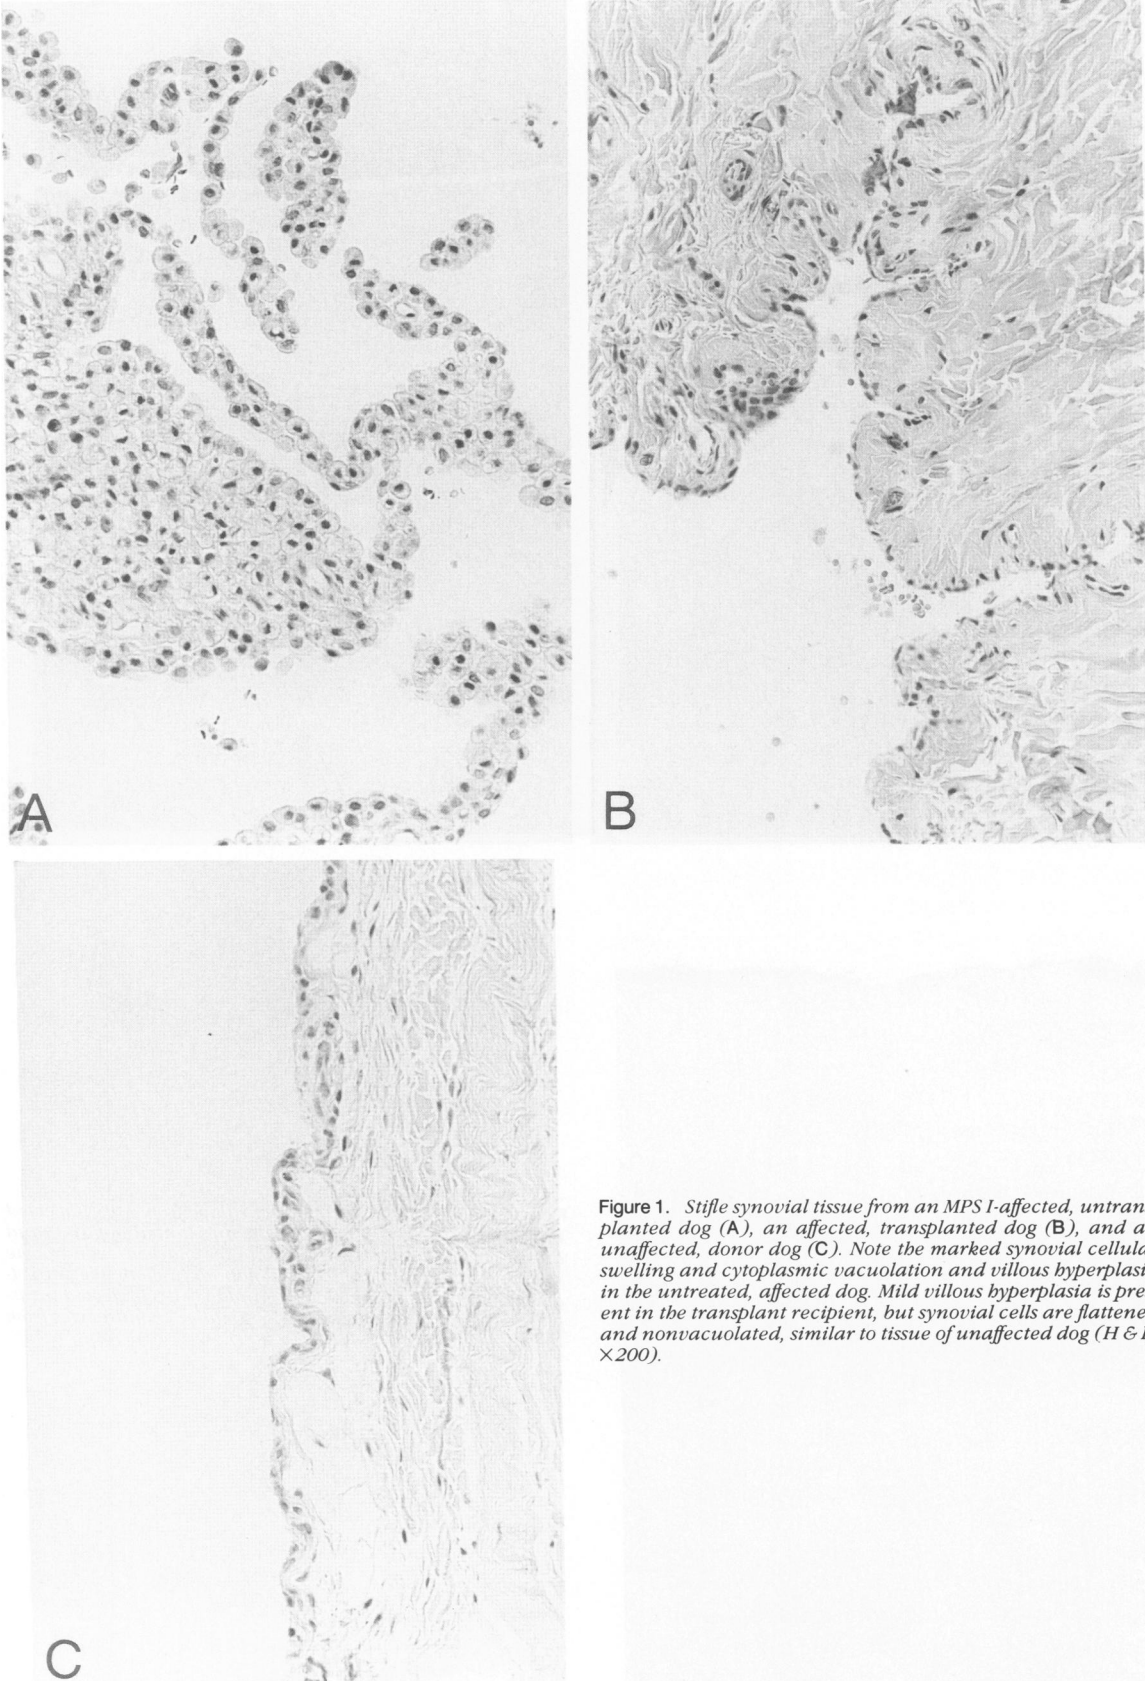 A
B
C
Figure 1. Stifle synovial tissue from an MPS I-affected, untran
planted dog (A), an affected, transplanted dog (B), and a
unaffected, donor dog (C). Note the marked synovial cellula
swelling and cytoplasmic vacuolation and villous hyperplasi
in the untreated, affected dog. Mild villous hyperplasia is pre
ent in the transplant recipient, but synovial cells are flattene
and nonvacuolated, similar to tissue of unaffected dog (H &
×200).